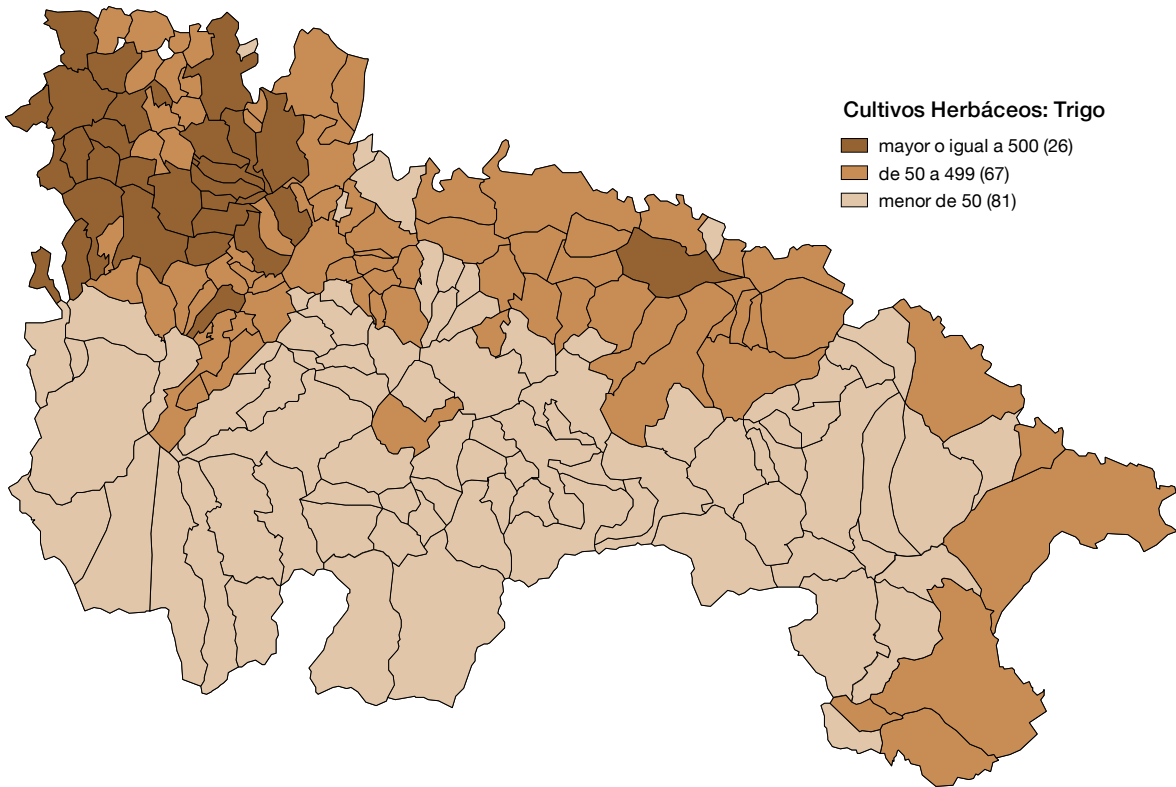 Cultivos Herbáceos: Trigo
mayor o igual a 500 (26)
de 50 a 499 (67)
menor de 50 (81)